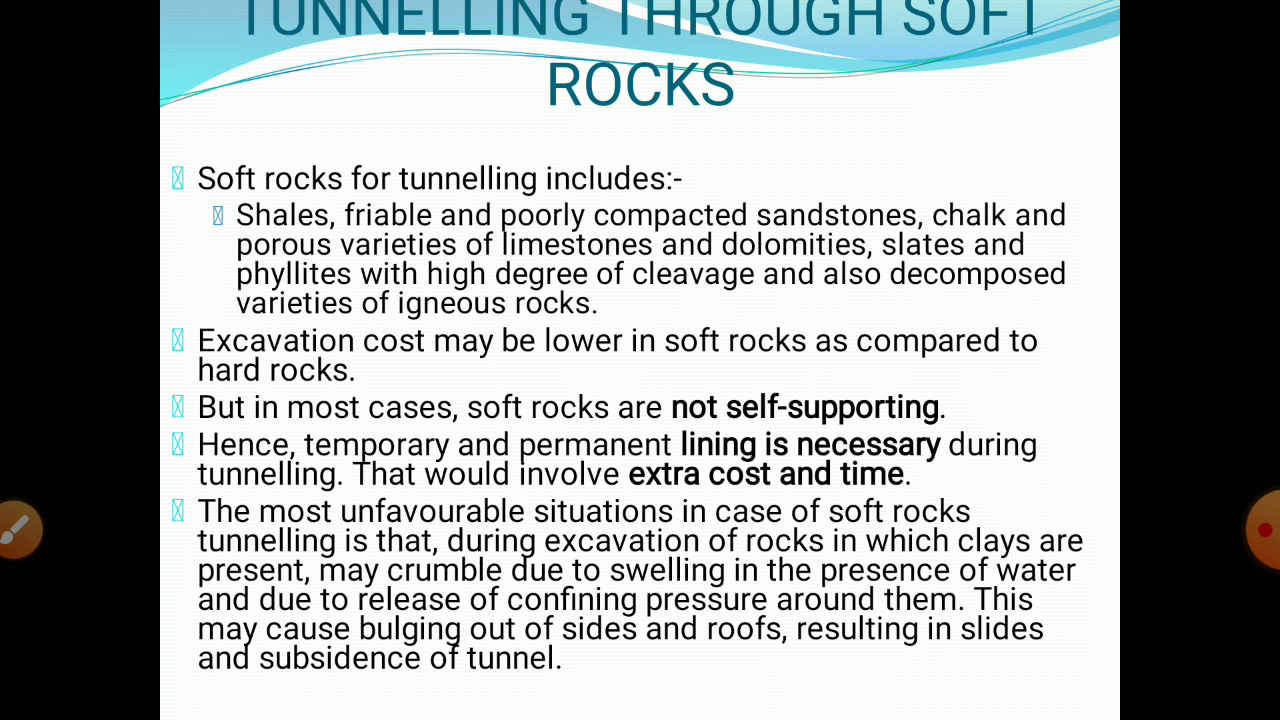 TUNNELLING THROUGH SOFT
ROCKS
Soft rocks for tunnelling includes:-
Shales, friable and poorly compacted sandstones, chalk and
porous varieties of limestones and dolomities, slates and
phyllites with high degree of cleavage and also decomposed
varieties of igneous rocks.
Excavation cost may be lower in soft rocks as compared to
hard rocks.
But in most cases, soft rocks are not self-supporting.
Hence, temporary and permanent lining is necessary during
tunnelling. That would involve extra cost and time.
The most unfavourable situations in case of soft rocks
tunnelling is that, during excavation of rocks in which clays are
present, may crumble due to swelling in the presence of water
and due to release of confining pressure around them. This
may cause bulging out of sides and roofs, resulting in slides
and subsidence of tunnel.